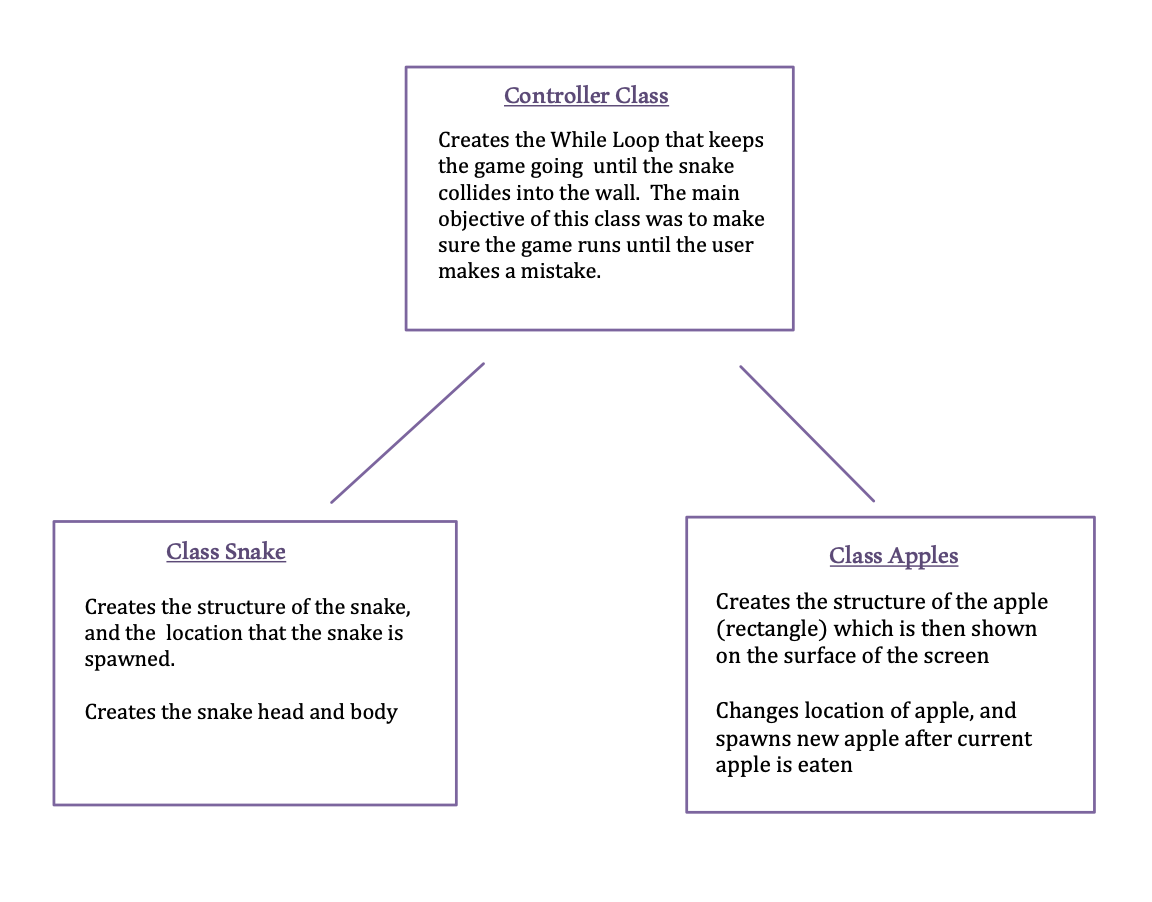 Controller Class
Creates the While Loop that keeps
the game going  until the snake
collides into the wall.  The main
objective of this class was to make
sure the game runs until the user
makes a mistake.
Class Snake
Creates the structure of the snake,
and the  location that the snake is
spawned.
Creates the snake head and body
Class Apples
Creates the structure of the apple
(rectangle) which is then shown
on the surface of the screen
Changes location of apple, and
spawns new apple after current
apple is eaten